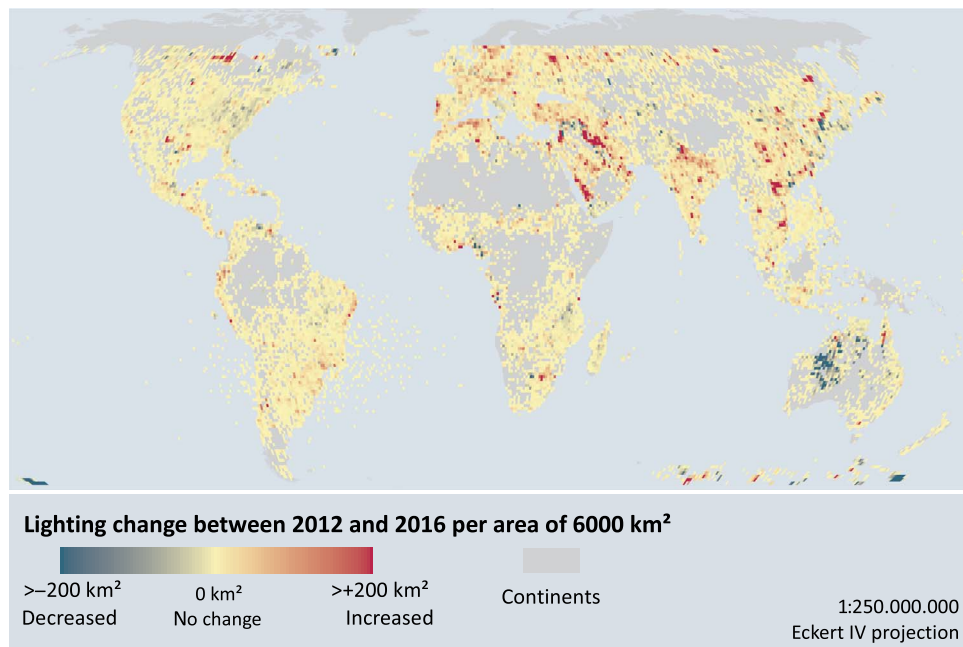 Lighting change between 2012 and 2016 per area of 6000 km²
>−200 km²
0 km²
>+200 km²
Decreased
No change
Increased
Continents
1:250.000.000
Eckert IV projection